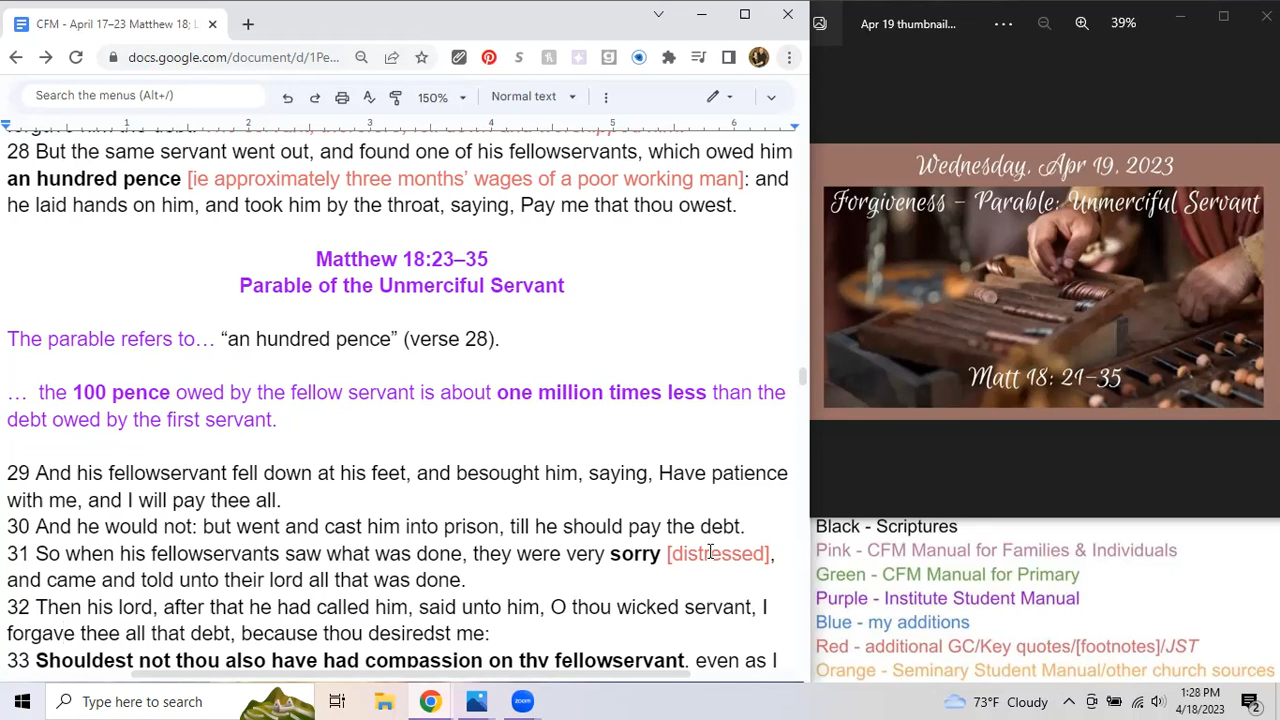 CFM - April 17–23 Matthew 18; L
docs.google.com/document/d/1Pe...
Search the menus (Alt+/)
150%
Normal text
1 2 3 4 5 6
28 But the same servant went out, and found one of his fellowservants, which owed him
an hundred pence [ie approximately three months’ wages of a poor working man]: and
he laid hands on him, and took him by the throat, saying, Pay me that thou owest.
Matthew 18:23–35
Parable of the Unmerciful Servant
The parable refers to… “an hundred pence” (verse 28).
… the 100 pence owed by the fellow servant is about one million times less than the
debt owed by the first servant.
29 And his fellowservant fell down at his feet, and besought him, saying, Have patience
with me, and I will pay thee all.
30 And he would not: but went and cast him into prison, till he should pay the debt.
31 So when his fellowservants saw what was done, they were very sorry [distressed],
and came and told unto their lord all that was done.
32 Then his lord, after that he had called him, said unto him, O thou wicked servant, I
forgave thee all that debt, because thou desiredst me:
33 Shouldest not thou also have had compassion on thy fellowservant, even as I
Apr 19 thumbnail...
39%
Wednesday, Apr 19, 2023
Forgiveness – Parable: Unmerciful Servant
Matt 18: 21-35
Black - Scriptures
Pink - CFM Manual for Families & Individuals
Green - CFM Manual for Primary
Purple - Institute Student Manual
Blue - my additions
Red - additional GC/Key quotes/[footnotes]/JST
Orange - Seminary Student Manual/other church sources
Type here to search
zoom
73°F Cloudy
1:28 PM
4/18/2023
2